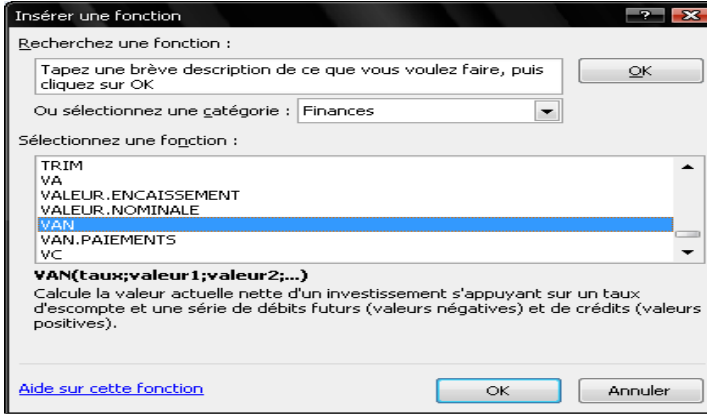 Insérer une fonction
Recherchez une fonction :
Tapez une brève description de ce que vous voulez faire, puis
cliquez sur OK
OK
Ou sélectionnez une catégorie : Finances
Sélectionnez une fonction :
TRIM
VA
VALEUR.ENCAISSEMENT
VALEUR.NOMINALE
VAN
VAN.PAIEMENTS
VC
VAN(taux;valeur1;valeur2;...)
Calcule la valeur actuelle nette d'un investissement s'appuyant sur un taux
d'escompte et une série de débits futurs (valeurs négatives) et de crédits (valeurs
positives).
Aide sur cette fonction
OK
Annuler